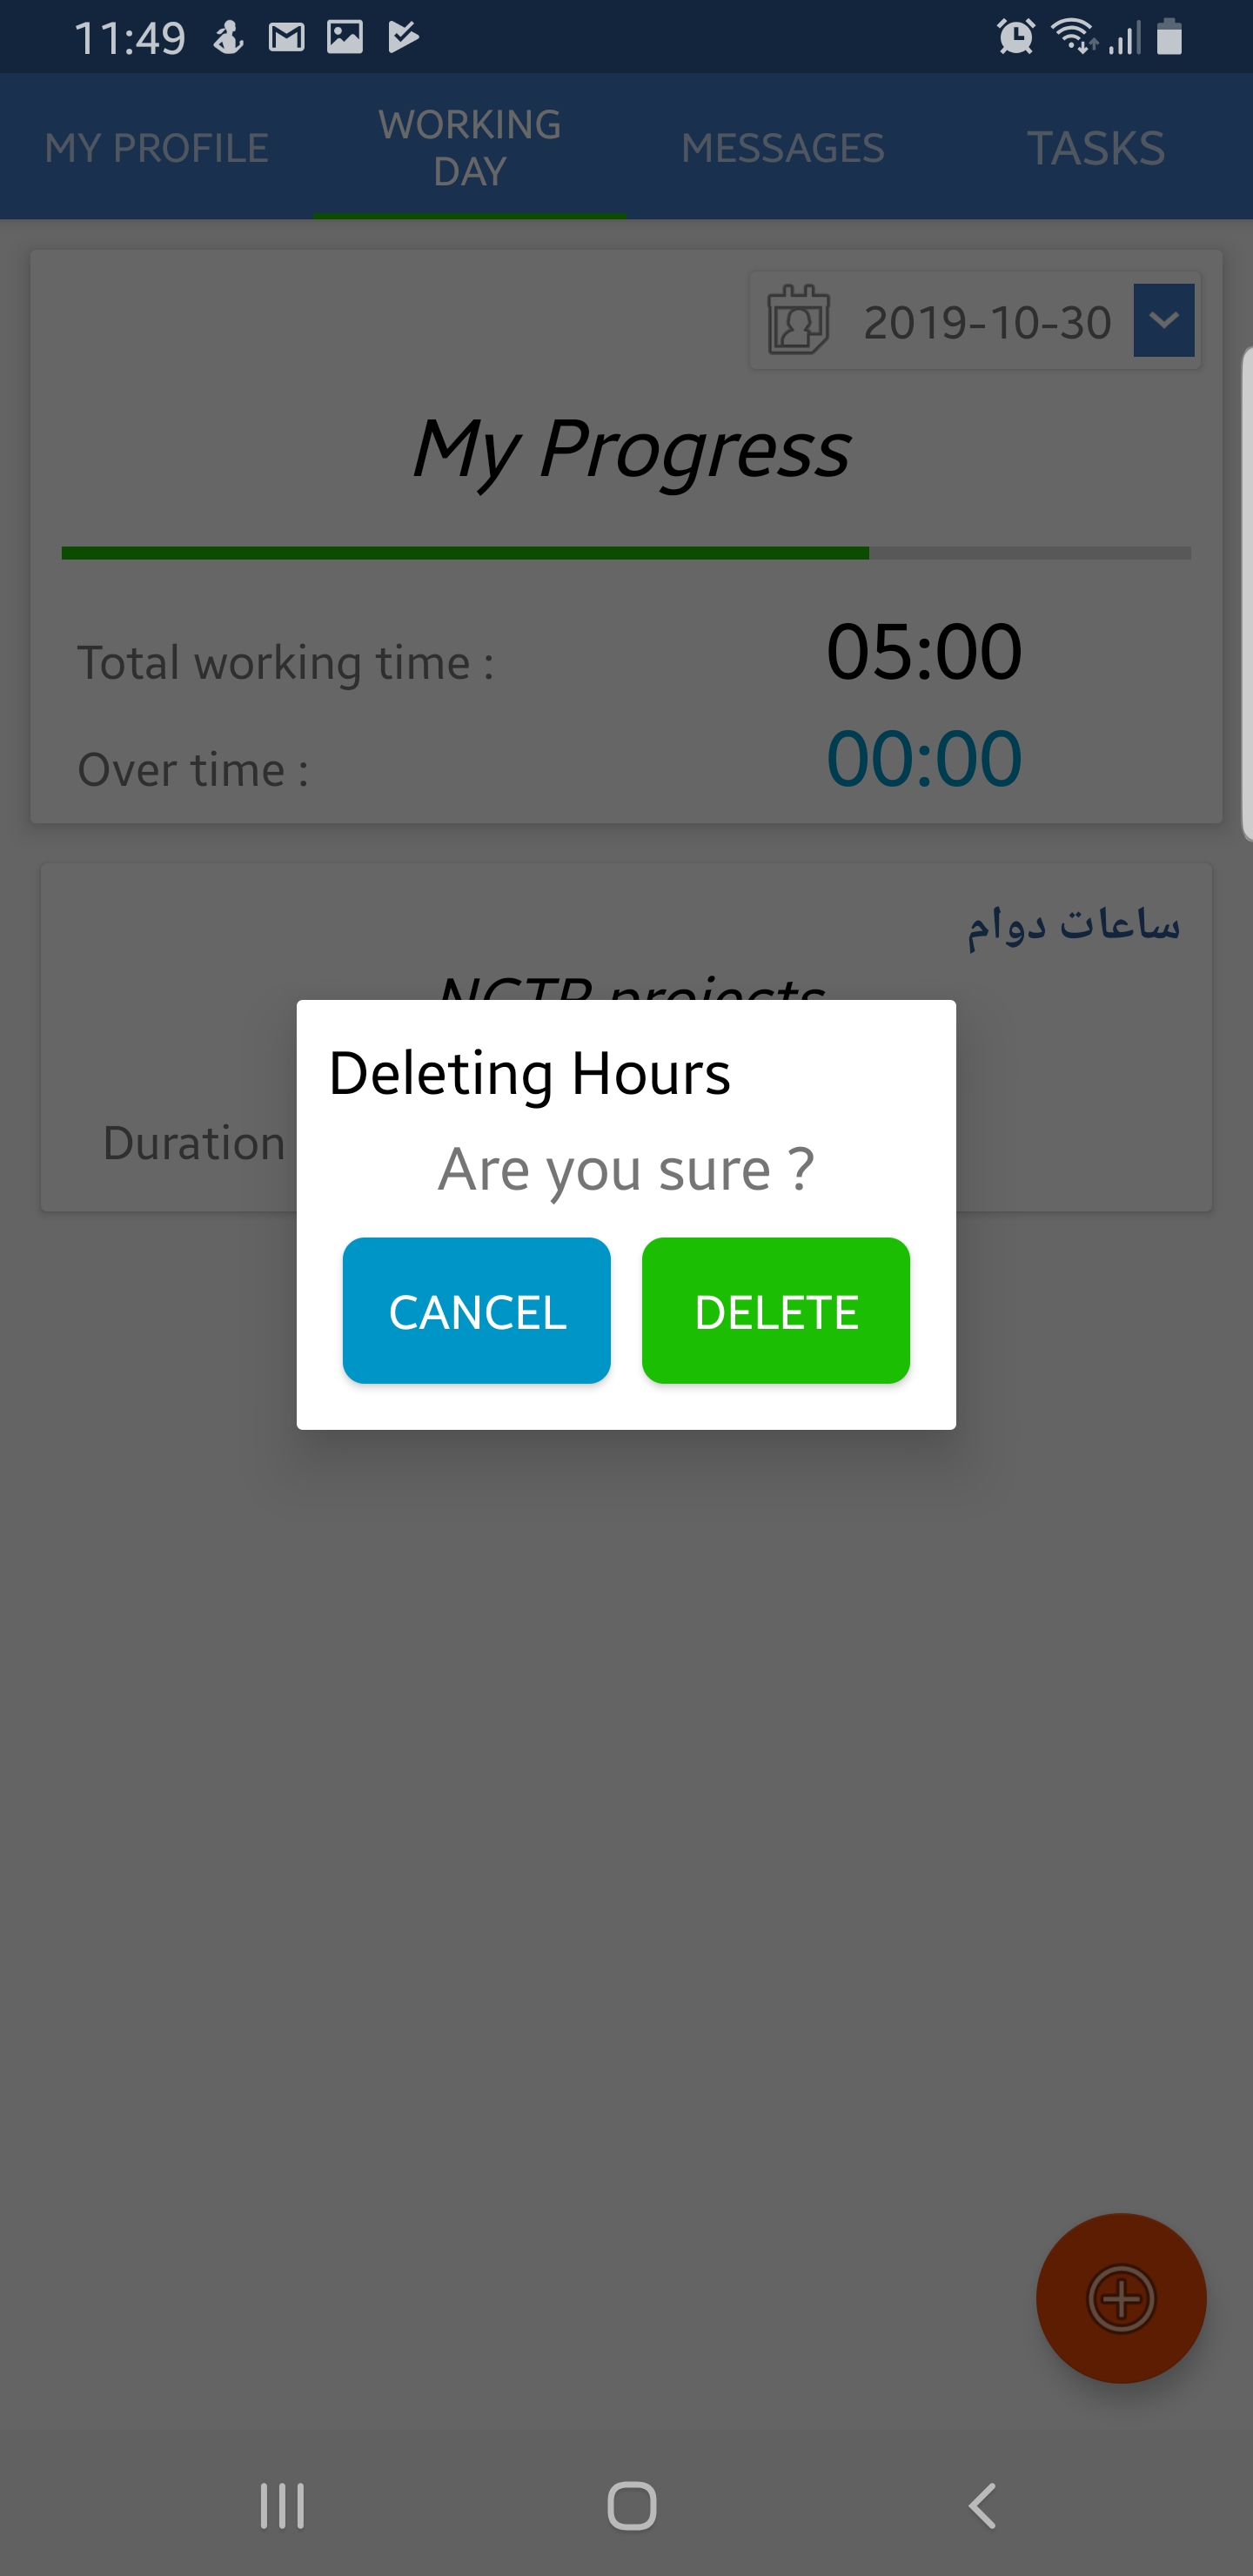 11:49
MY PROFILE
WORKING
DAY
MESSAGES
TASKS
2019-10-30
My Progress
Total working time :
05:00
Over time :
00:00
ساعات دوام
NCTR projects
Duration
Deleting Hours
Are you sure ?
CANCEL
DELETE